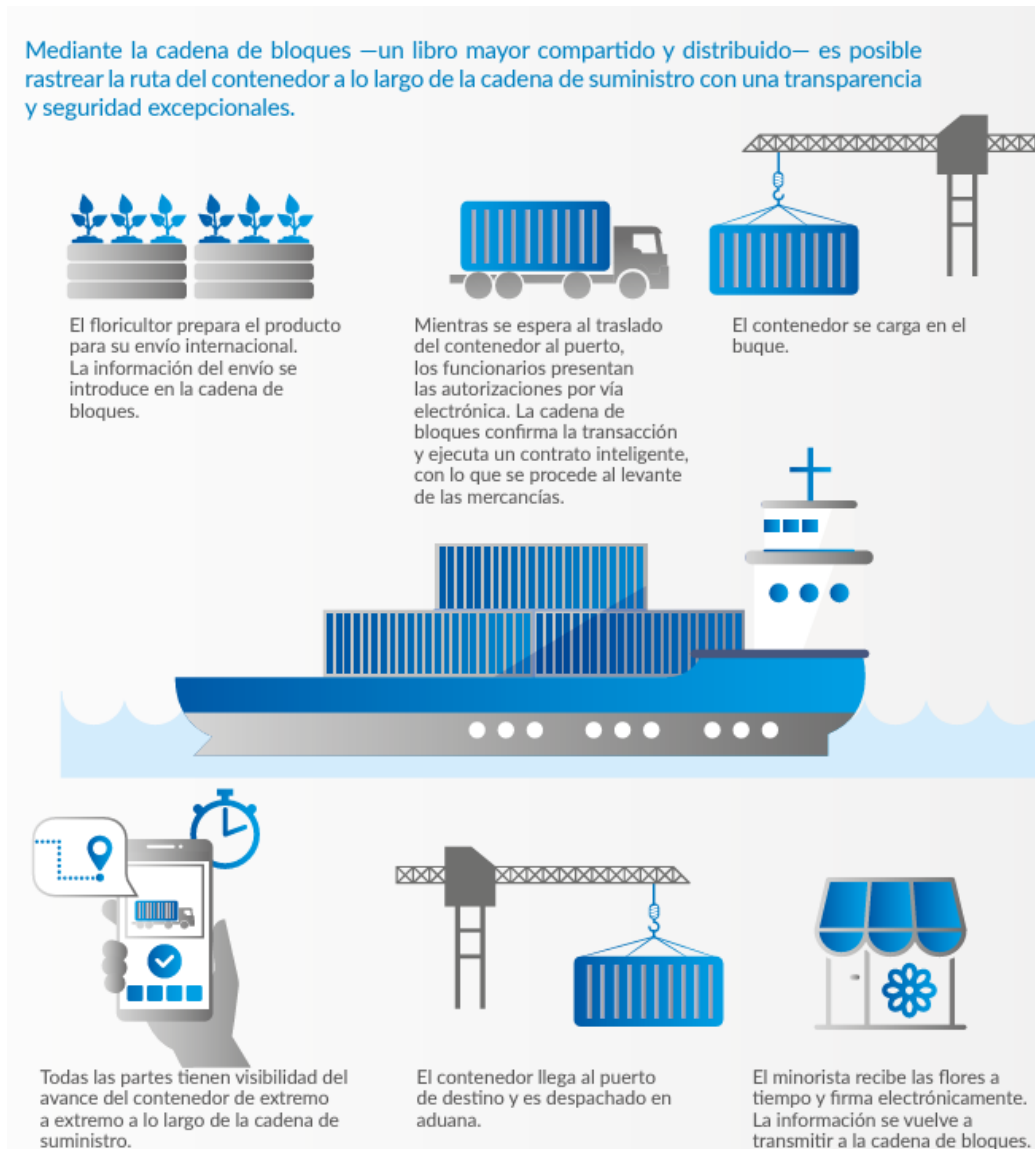 Mediante la cadena de bloques —un libro mayor compartido y distribuido— es posible
rastrear la ruta del contenedor a lo largo de la cadena de suministro con una transparencia
y seguridad excepcionales.
El floricultor prepara el producto
para su envío internacional.
La información del envío se
introduce en la cadena de
bloques.
Mientras se espera al traslado
del contenedor al puerto,
los funcionarios presentan
las autorizaciones por vía
electrónica. La cadena de
bloques confirma la transacción
y ejecuta un contrato inteligente,
con lo que se procede al levante
de las mercancías.
El contenedor se carga en el
buque.
Todas las partes tienen visibilidad del
avance del contenedor de extremo
a extremo a lo largo de la cadena de
suministro.
El contenedor llega al puerto
de destino y es despachado en
aduana.
El minorista recibe las flores a
tiempo y firma electrónicamente.
La información se vuelve a
transmitir a la cadena de bloques.